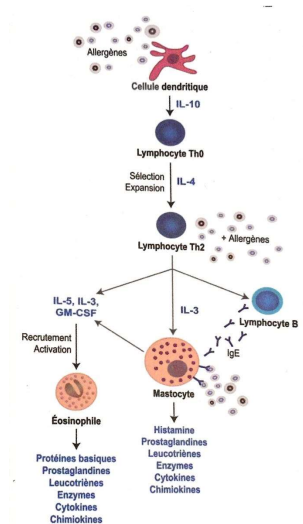 Allergènes
Cellule dendritique
IL-10
Lymphocyte Th0
Sélection
Expansion
IL-4
Lymphocyte Th2
+ Allergènes
IL-5, IL-3,
GM-CSF
IL-3
Lymphocyte B
Recrutement
Activation
IgE
Mastocyte
Éosinophile
Histamine
Prostaglandines
Leucotriènes
Enzymes
Cytokines
Chimiokines
Protéines basiques
Prostaglandines
Leucotriènes
Enzymes
Cytokines
Chimiokines